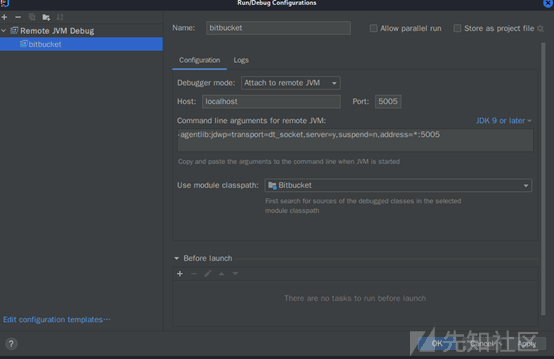 Run/Debug Configurations
Remote JVM Debug
bitbucket
Name: bitbucket
Allow parallel run
Store as project file
Configuration
Logs
Debugger mode: Attach to remote JVM
Host: localhost
Port: 5005
Command line arguments for remote JVM:
JDK 9 or later
-agentlib:jdwp=transport=dt_socket,server=y,suspend=n,address=*:5005
Copy and paste the arguments to the command line when JVM is started
Use module classpath: Bitbucket
First search for sources of the debugged classes in the selected
module classpath
Before launch
There are no tasks to run before launch
Edit configuration templates...
?
OK
Cancel
Apply
先知社区